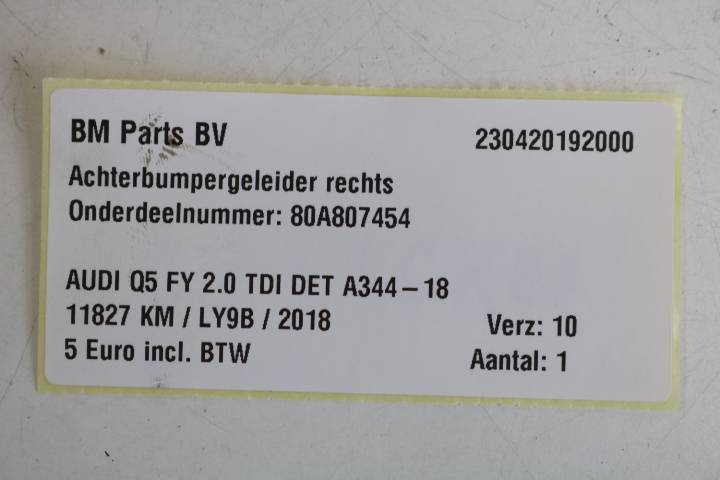 BM Parts BV 230420192000
Achterbumpergeleider rechts
Onderdeelnummer: 80A807454
AUDI Q5 FY 2.0 TDI DET A344-18
11827 KM / LY9B / 2018 Verz: 10
5 Euro incl. BTW Aantal: 1